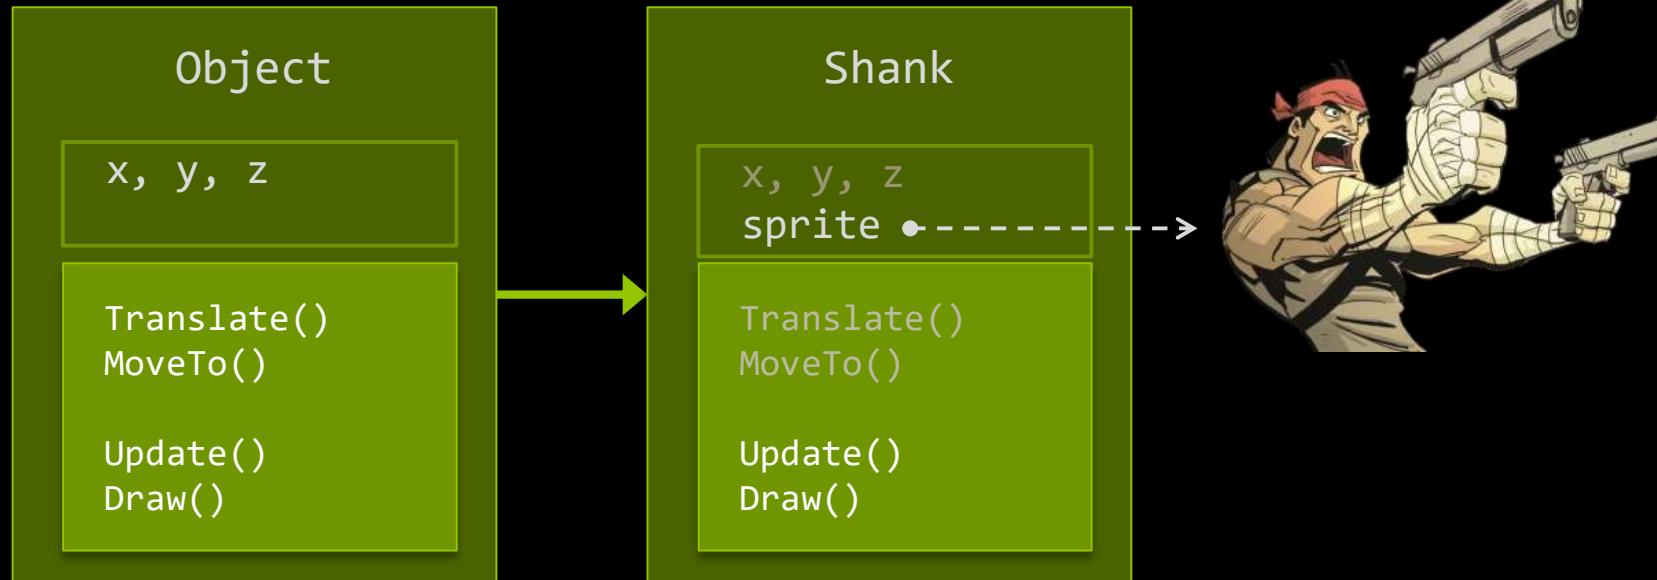 Object
x, y, z
Translate()
MoveTo()
Update()
Draw()
Shank
x, y, z
sprite
Translate()
MoveTo()
Update()
Draw()